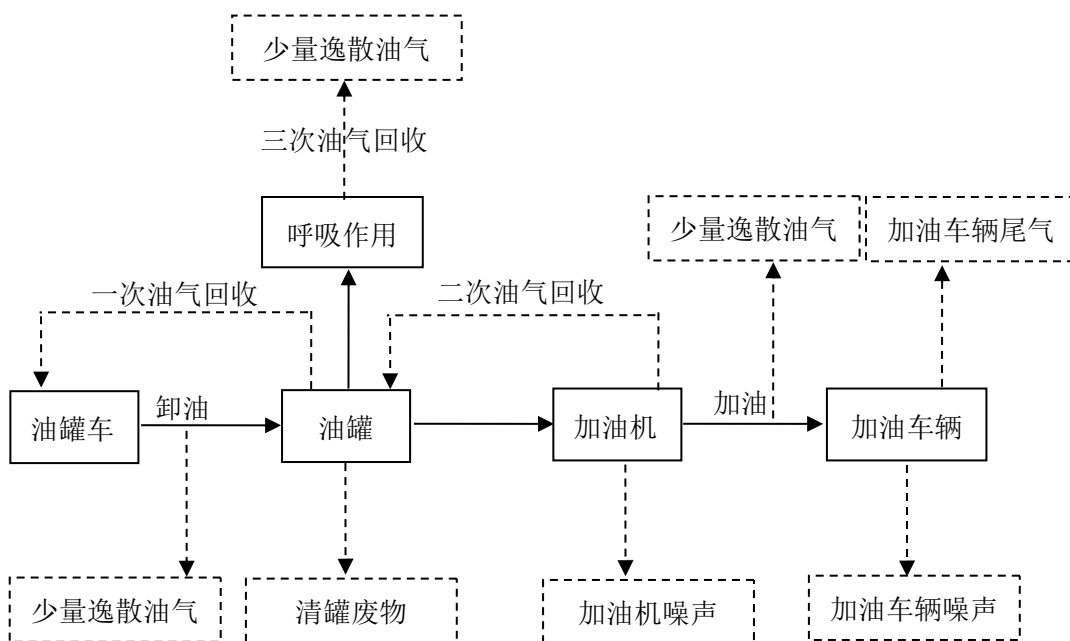 少量逸散油气
三次油气回收
呼吸作用
少量逸散油气
加油车辆尾气
一次油气回收
二次油气回收
油罐车
卸油
油罐
加油机
加油
加油车辆
少量逸散油气
清罐废物
加油机噪声
加油车辆噪声